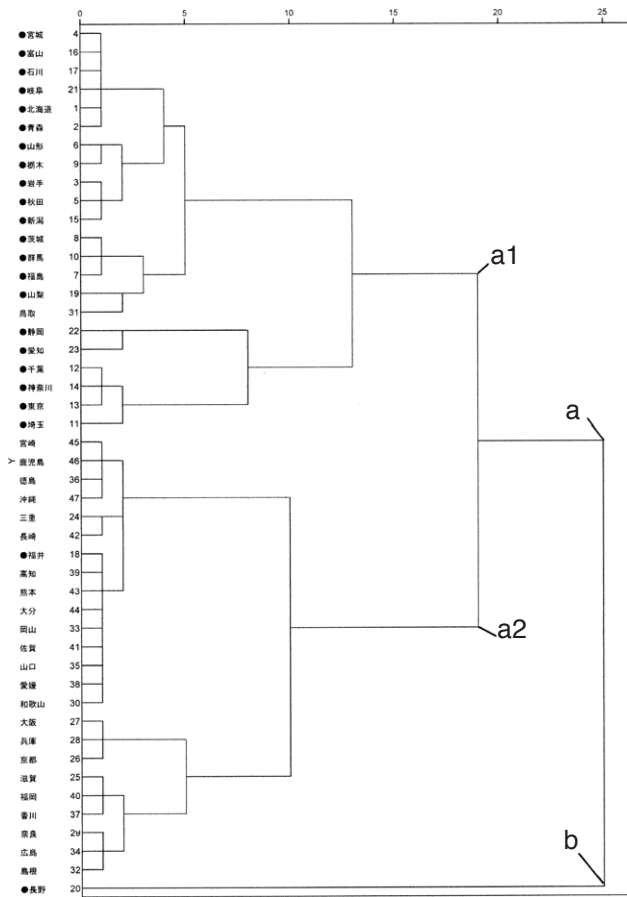 0 5 10 15 20 25
●宮城 4
●富山 16
●石川 17
●岐阜 21
●北海道 1
●青森 2
●山形 6
●栃木 9
●岩手 3
●秋田 5
●新潟 15
●茨城 8
●群馬 10
●福島 7
●山梨 19
鳥取 31
●静岡 22
●愛知 23
●千葉 12
●神奈川 14
●東京 13
●埼玉 11
宮崎 45
Y 鹿児島 46
徳島 36
沖縄 47
三重 24
長崎 42
●福井 18
高知 39
熊本 43
大分 44
岡山 33
佐賀 41
山口 35
愛媛 38
和歌山 30
大阪 27
兵庫 28
京都 26
滋賀 25
福岡 40
香川 37
奈良 29
広島 34
島根 32
●長野 20
a1
a
a2
b